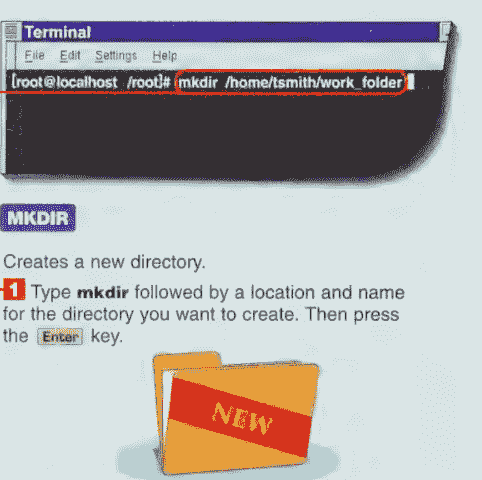 Terminal
File Edit Settings Help
[root@localhost /root]# mkdir /home/tsmith/work_folder
MKDIR
Creates a new directory.
1 Type mkdir followed by a location and name
for the directory you want to create. Then press
the Enter key.
NEW